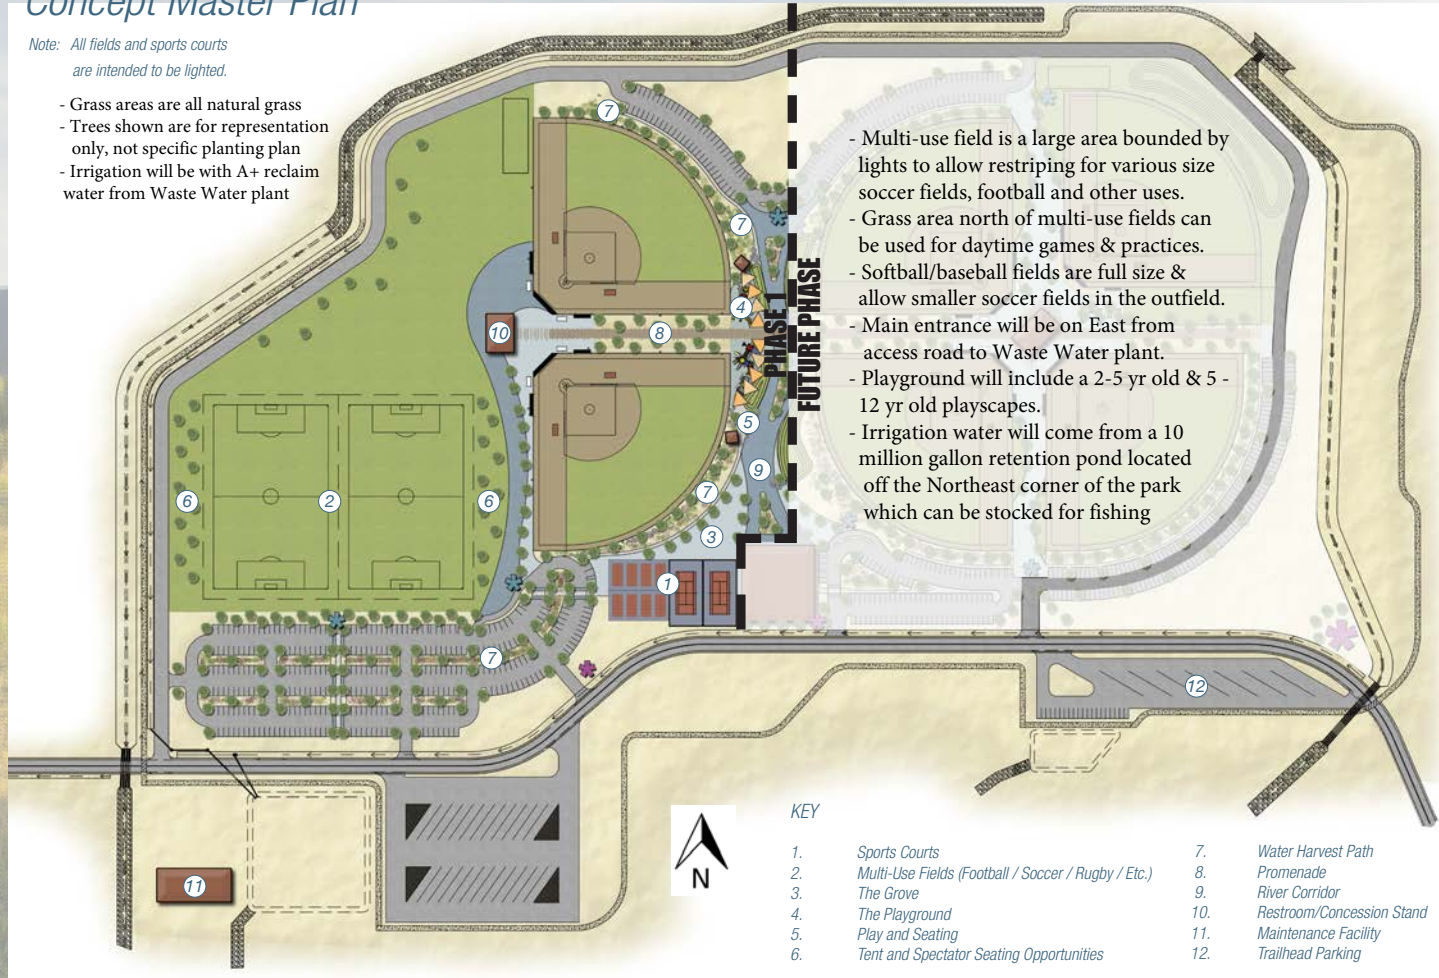 Concept Master Plan
Note: All fields and sports courts
are intended to be lighted.
- Grass areas are all natural grass
- Trees shown are for representation
only, not specific planting plan
- Irrigation will be with A+ reclaim
water from Waste Water plant
- Multi-use field is a large area bounded by
lights to allow restriping for various size
soccer fields, football and other uses.
- Grass area north of multi-use fields can
be used for daytime games & practices.
- Softball/baseball fields are full size &
allow smaller soccer fields in the outfield.
- Main entrance will be on East from
access road to Waste Water plant.
- Playground will include a 2-5 yr old & 5 -
12 yr old playscapes.
- Irrigation water will come from a 10
million gallon retention pond located
off the Northeast corner of the park
which can be stocked for fishing
PHASE 1
FUTURE PHASE
7
7
4
10
8
5
9
6
2
6
7
3
1
7
12
11
N
KEY
1. Sports Courts
2. Multi-Use Fields (Football / Soccer / Rugby / Etc.)
3. The Grove
4. The Playground
5. Play and Seating
6. Tent and Spectator Seating Opportunities
7. Water Harvest Path
8. Promenade
9. River Corridor
10. Restroom/Concession Stand
11. Maintenance Facility
12. Trailhead Parking